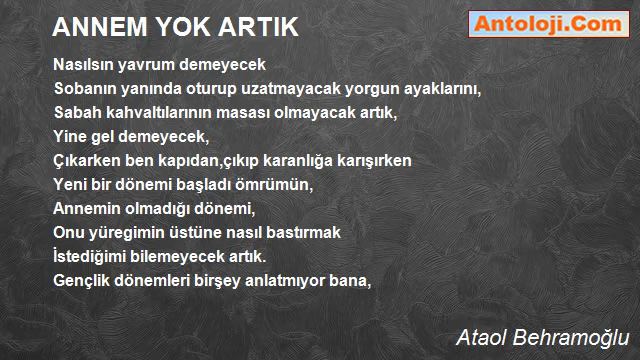 ANNEM YOK ARTIK
Antoloji.Com
Nasılsın yavrum demeyecek
Sobanın yanında oturup uzatmayacak yorgun ayaklarını,
Sabah kahvaltılarının masası olmayacak artık,
Yine gel demeyecek,
Çıkarken ben kapıdan,çıkıp karanlığa karışırken
Yeni bir dönemi başladı ömrümün,
Annemin olmadığı dönemi,
Onu yüregimin üstüne nasıl bastırmak
İstediğimi bilemeyecek artık.
Gençlik dönemleri birşey anlatmıyor bana,
Ataol Behramoğlu